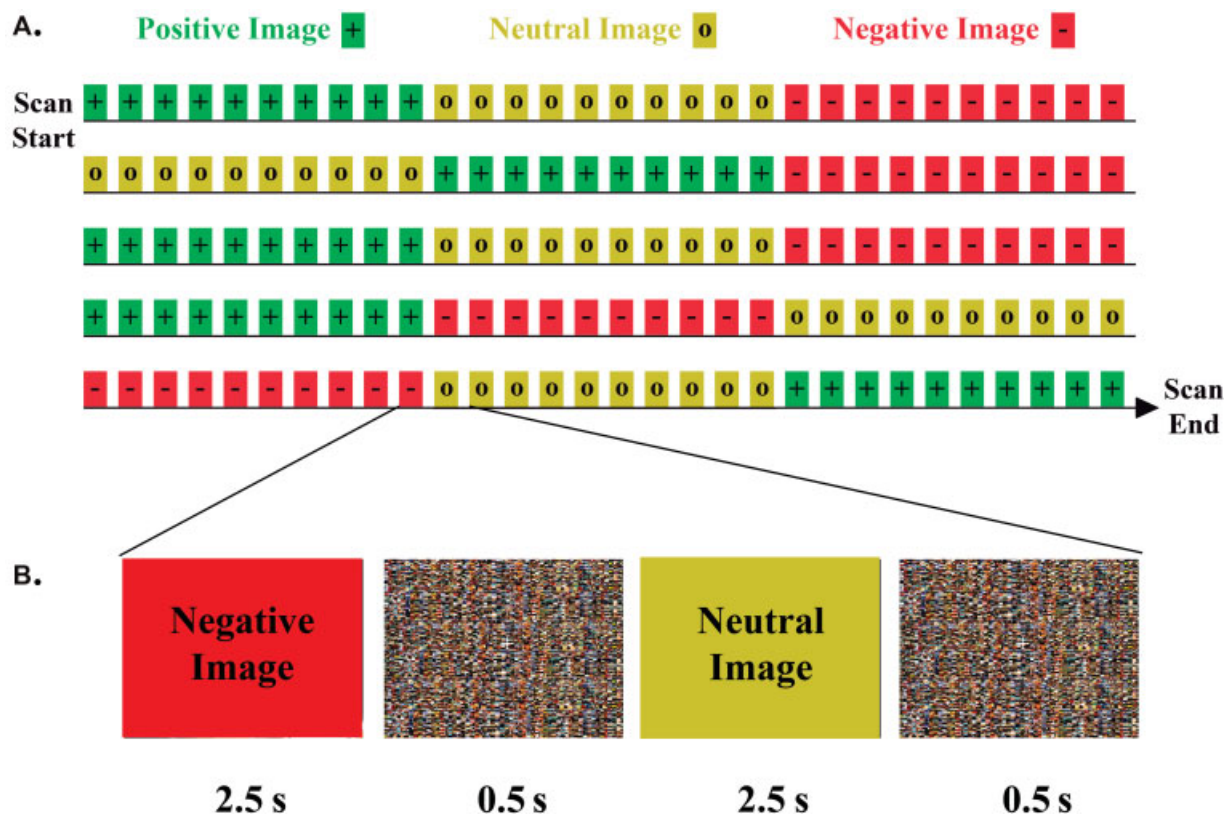 A. Positive Image + Neutral Image o Negative Image -
Scan Start + + + + + + + + + + o o o o o o o o o o - - - - - - - - - -
o o o o o o o o o o + + + + + + + + + + - - - - - - - - - -
+ + + + + + + + + + o o o o o o o o o o - - - - - - - - - -
+ + + + + + + + + + - - - - - - - - - - o o o o o o o o o o
- - - - - - - - - - o o o o o o o o o o + + + + + + + + + + Scan End
B.
Negative Image
Neutral Image
2.5 s 0.5 s 2.5 s 0.5 s